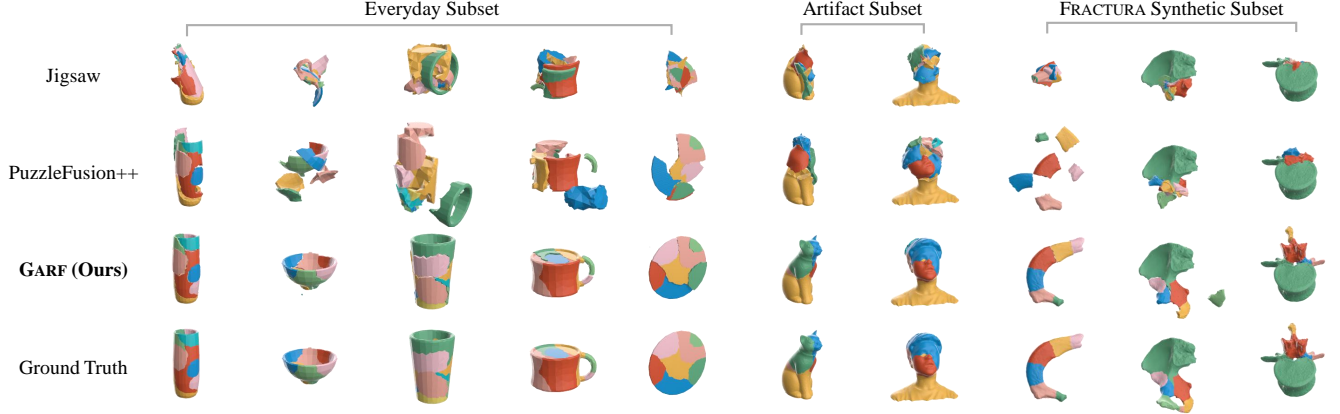 Everyday Subset
Artifact Subset
FRACTURA Synthetic Subset
Jigsaw
PuzzleFusion++
GARF (Ours)
Ground Truth